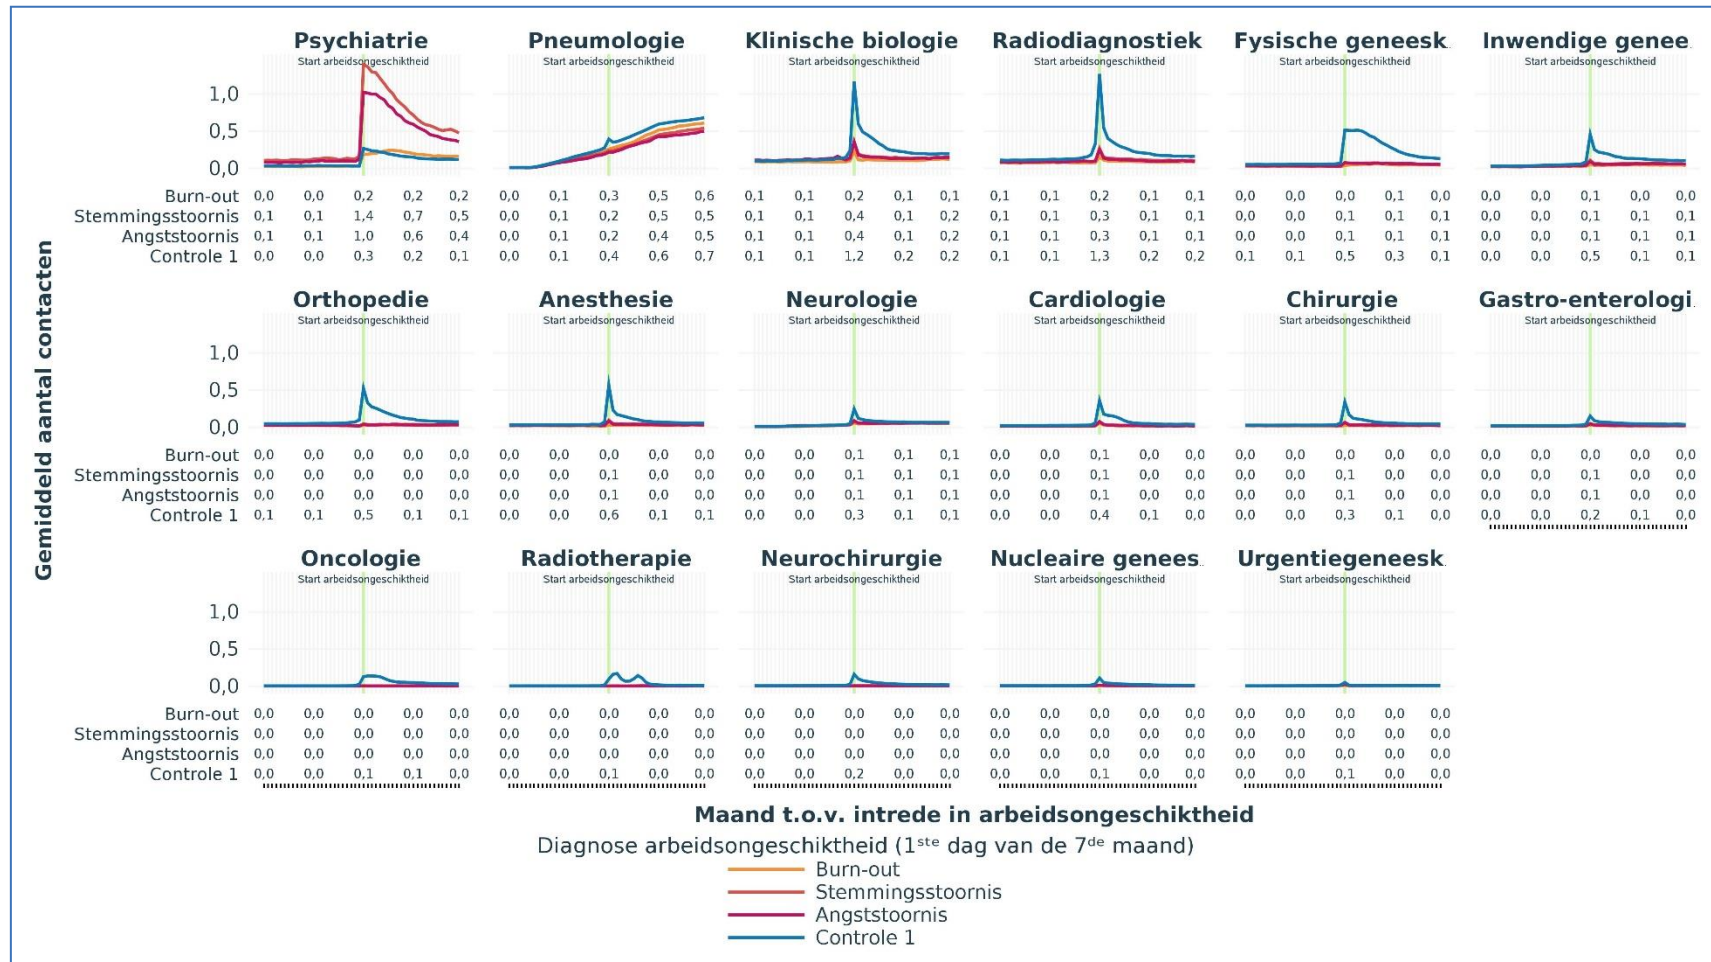 Psychiatrie Pneumologie Klinische biologie Radiodiagnostiek Fysische geneesk.. Inwendige genee..
Start arbeidsongeschiktheid Start arbeidsongeschiktheid Start arbeidsongeschiktheid Start arbeidsongeschiktheid Start arbeidsongeschiktheid Start arbeidsongeschiktheid
1,0
0,5
0,0
Burn-out 0,0 0,0 0,2 0,2 0,2 0,0 0,1 0,3 0,5 0,6 0,1 0,1 0,2 0,1 0,1 0,1 0,1 0,2 0,1 0,1 0,0 0,0 0,0 0,1 0,0 0,0 0,0 0,1 0,0 0,0
Stemmingsstoornis 0,1 0,1 1,4 0,7 0,5 0,0 0,1 0,2 0,5 0,5 0,1 0,1 0,4 0,1 0,2 0,1 0,1 0,3 0,1 0,1 0,0 0,0 0,1 0,1 0,1 0,0 0,0 0,1 0,1 0,1
Angststoornis 0,1 0,1 1,0 0,6 0,4 0,0 0,1 0,2 0,4 0,5 0,1 0,1 0,4 0,1 0,2 0,1 0,1 0,3 0,1 0,1 0,0 0,0 0,1 0,1 0,1 0,0 0,0 0,1 0,1 0,1
Controle 1 0,0 0,0 0,3 0,2 0,1 0,0 0,1 0,4 0,6 0,7 0,1 0,1 1,2 0,2 0,2 0,1 0,1 1,3 0,2 0,2 0,1 0,1 0,5 0,3 0,1 0,0 0,0 0,5 0,1 0,1
Gemiddeld aantal contacten
Orthopedie Anesthesie Neurologie Cardiologie Chirurgie Gastro-enterologi..
Start arbeidsongeschiktheid Start arbeidsongeschiktheid Start arbeidsongeschiktheid Start arbeidsongeschiktheid Start arbeidsongeschiktheid Start arbeidsongeschiktheid
1,0
0,5
0,0
Burn-out 0,0 0,0 0,0 0,0 0,0 0,0 0,0 0,0 0,0 0,0 0,0 0,0 0,1 0,1 0,1 0,0 0,0 0,1 0,0 0,0 0,0 0,0 0,0 0,0 0,0 0,0 0,0 0,0 0,0 0,0
Stemmingsstoornis 0,0 0,0 0,0 0,0 0,0 0,0 0,0 0,1 0,0 0,0 0,0 0,0 0,1 0,1 0,1 0,0 0,0 0,1 0,0 0,0 0,0 0,0 0,1 0,0 0,0 0,0 0,0 0,1 0,0 0,0
Angststoornis 0,0 0,0 0,0 0,0 0,0 0,0 0,0 0,1 0,0 0,0 0,0 0,0 0,1 0,1 0,1 0,0 0,0 0,1 0,0 0,0 0,0 0,0 0,1 0,0 0,0 0,0 0,0 0,1 0,0 0,0
Controle 1 0,1 0,1 0,5 0,1 0,1 0,0 0,0 0,6 0,1 0,1 0,0 0,0 0,3 0,1 0,1 0,0 0,0 0,4 0,1 0,0 0,0 0,0 0,3 0,1 0,0 0,0 0,0 0,2 0,1 0,0
Oncologie Radiotherapie Neurochirurgie Nucleaire genees.. Urgentiegeneesk..
Start arbeidsongeschiktheid Start arbeidsongeschiktheid Start arbeidsongeschiktheid Start arbeidsongeschiktheid Start arbeidsongeschiktheid
1,0
0,5
0,0
Burn-out 0,0 0,0 0,0 0,0 0,0 0,0 0,0 0,0 0,0 0,0 0,0 0,0 0,0 0,0 0,0 0,0 0,0 0,0 0,0 0,0 0,0 0,0 0,0 0,0 0,0
Stemmingsstoornis 0,0 0,0 0,0 0,0 0,0 0,0 0,0 0,0 0,0 0,0 0,0 0,0 0,0 0,0 0,0 0,0 0,0 0,0 0,0 0,0 0,0 0,0 0,0 0,0 0,0
Angststoornis 0,0 0,0 0,0 0,0 0,0 0,0 0,0 0,0 0,0 0,0 0,0 0,0 0,0 0,0 0,0 0,0 0,0 0,0 0,0 0,0 0,0 0,0 0,0 0,0 0,0
Controle 1 0,0 0,0 0,1 0,1 0,0 0,0 0,0 0,1 0,0 0,0 0,0 0,0 0,2 0,0 0,0 0,0 0,0 0,1 0,0 0,0 0,0 0,0 0,1 0,0 0,0
Maand t.o.v. intrede in arbeidsongeschiktheid
Diagnose arbeidsongeschiktheid (1ste dag van de 7de maand)
Burn-out
Stemmingsstoornis
Angststoornis
Controle 1